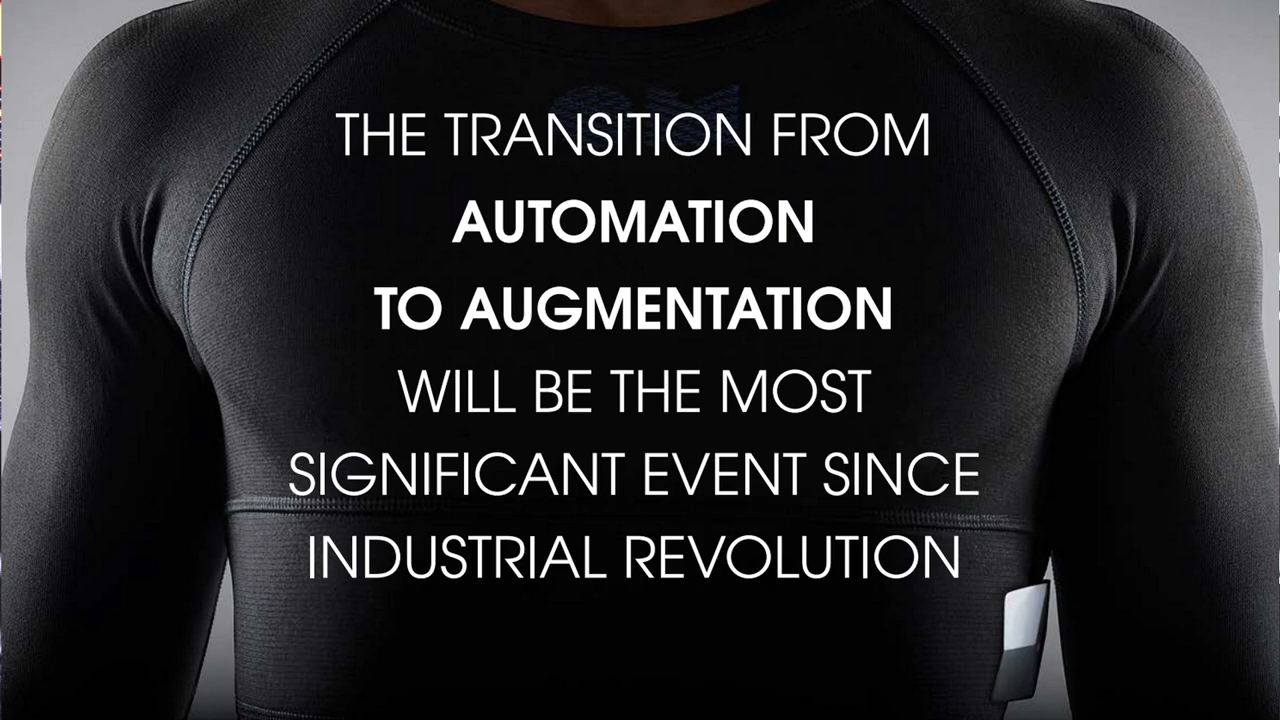 THE TRANSITION FROM
AUTOMATION
TO AUGMENTATION
WILL BE THE MOST
SIGNIFICANT EVENT SINCE
INDUSTRIAL REVOLUTION